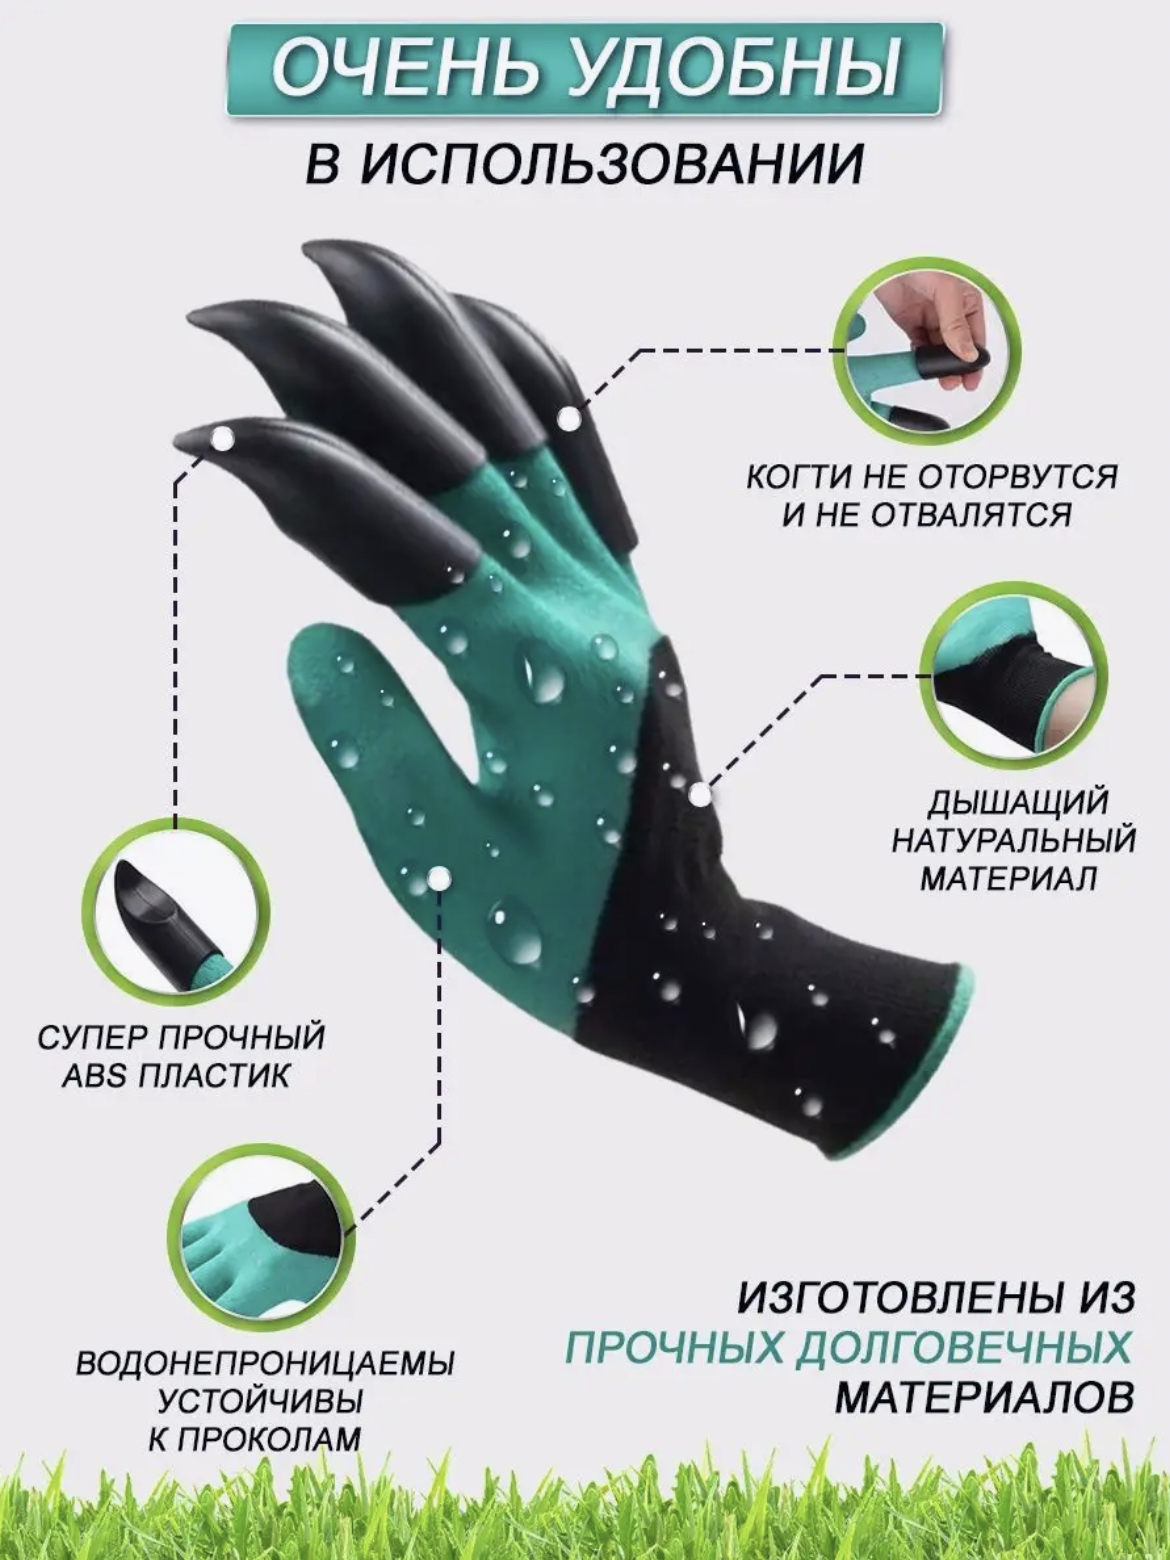 ОЧЕНЬ УДОБНЫ
В ИСПОЛЬЗОВАНИИ
КОГТИ НЕ ОТОРВУТСЯ
И НЕ ОТВАЛЯТСЯ
ДЫШАЩИЙ
НАТУРАЛЬНЫЙ
МАТЕРИАЛ
СУПЕР ПРОЧНЫЙ
ABS ПЛАСТИК
ВОДОНЕПРОНИЦАЕМЫ
УСТОЙЧИВЫ
К ПРОКОЛАМ
ИЗГОТОВЛЕНЫ ИЗ
ПРОЧНЫХ ДОЛГОВЕЧНЫХ
МАТЕРИАЛОВ